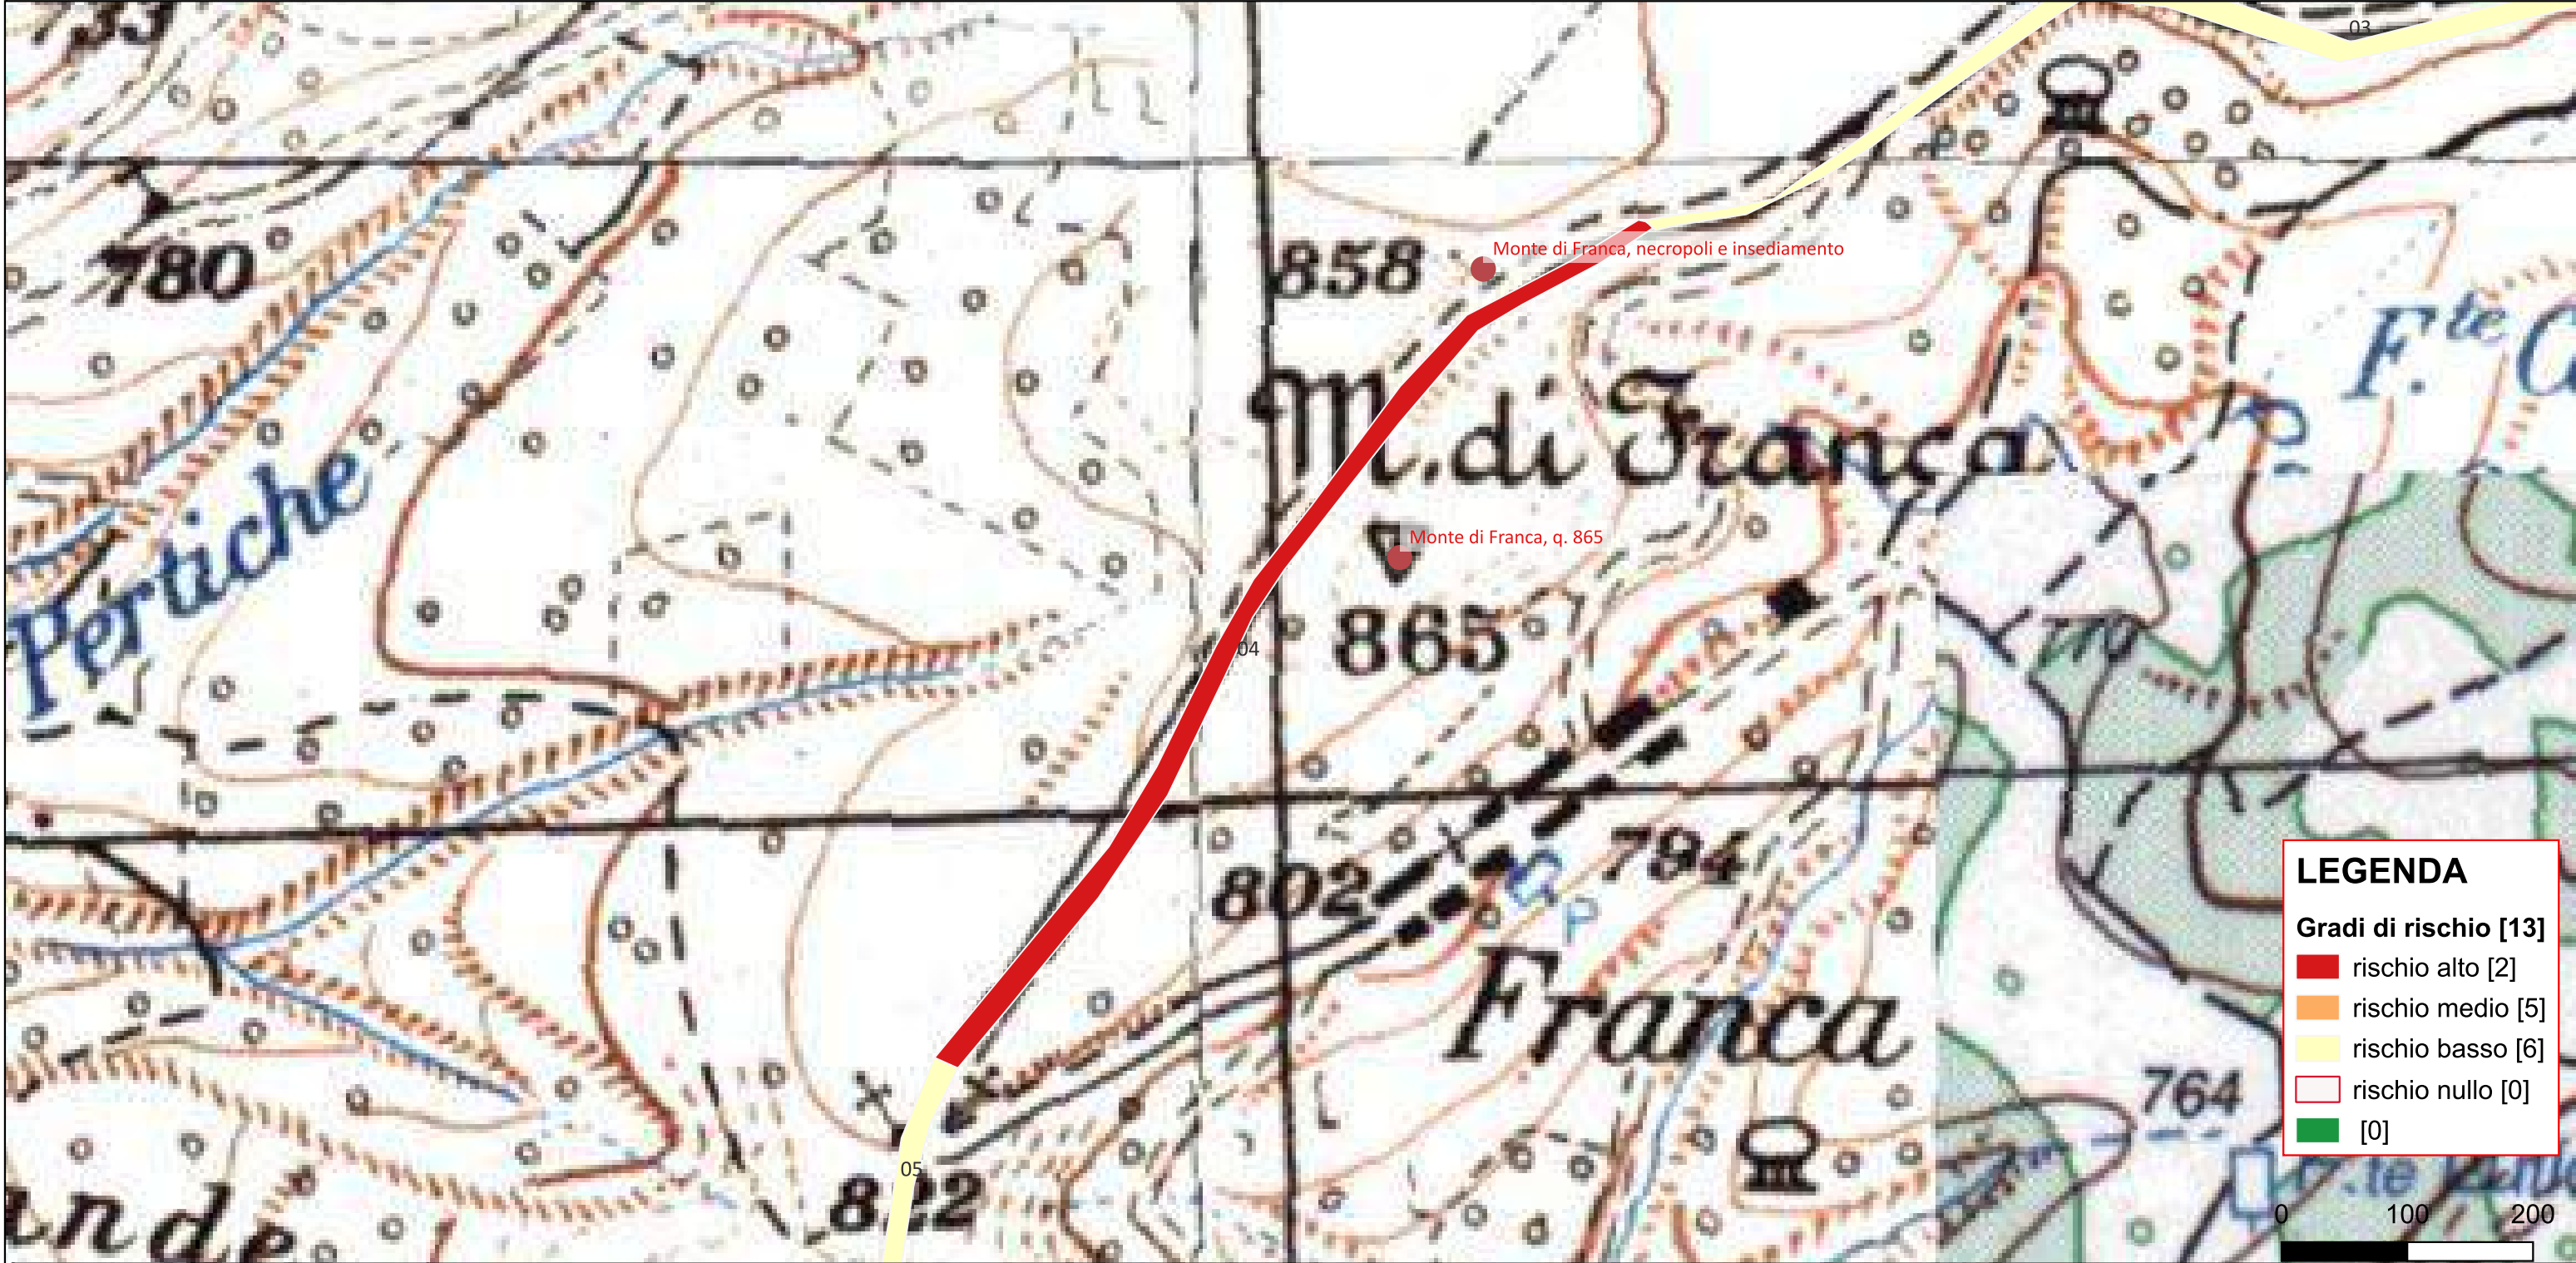 03
780
858
Monte di Franca, necropoli e insediamento
F.te
M. di Franca
Pertiche
Monte di Franca, q. 865
865
04
802
794
Franca
LEGENDA
Gradi di rischio [13]
rischio alto [2]
rischio medio [5]
rischio basso [6]
rischio nullo [0]
[0]
764
05
822
0 100 200